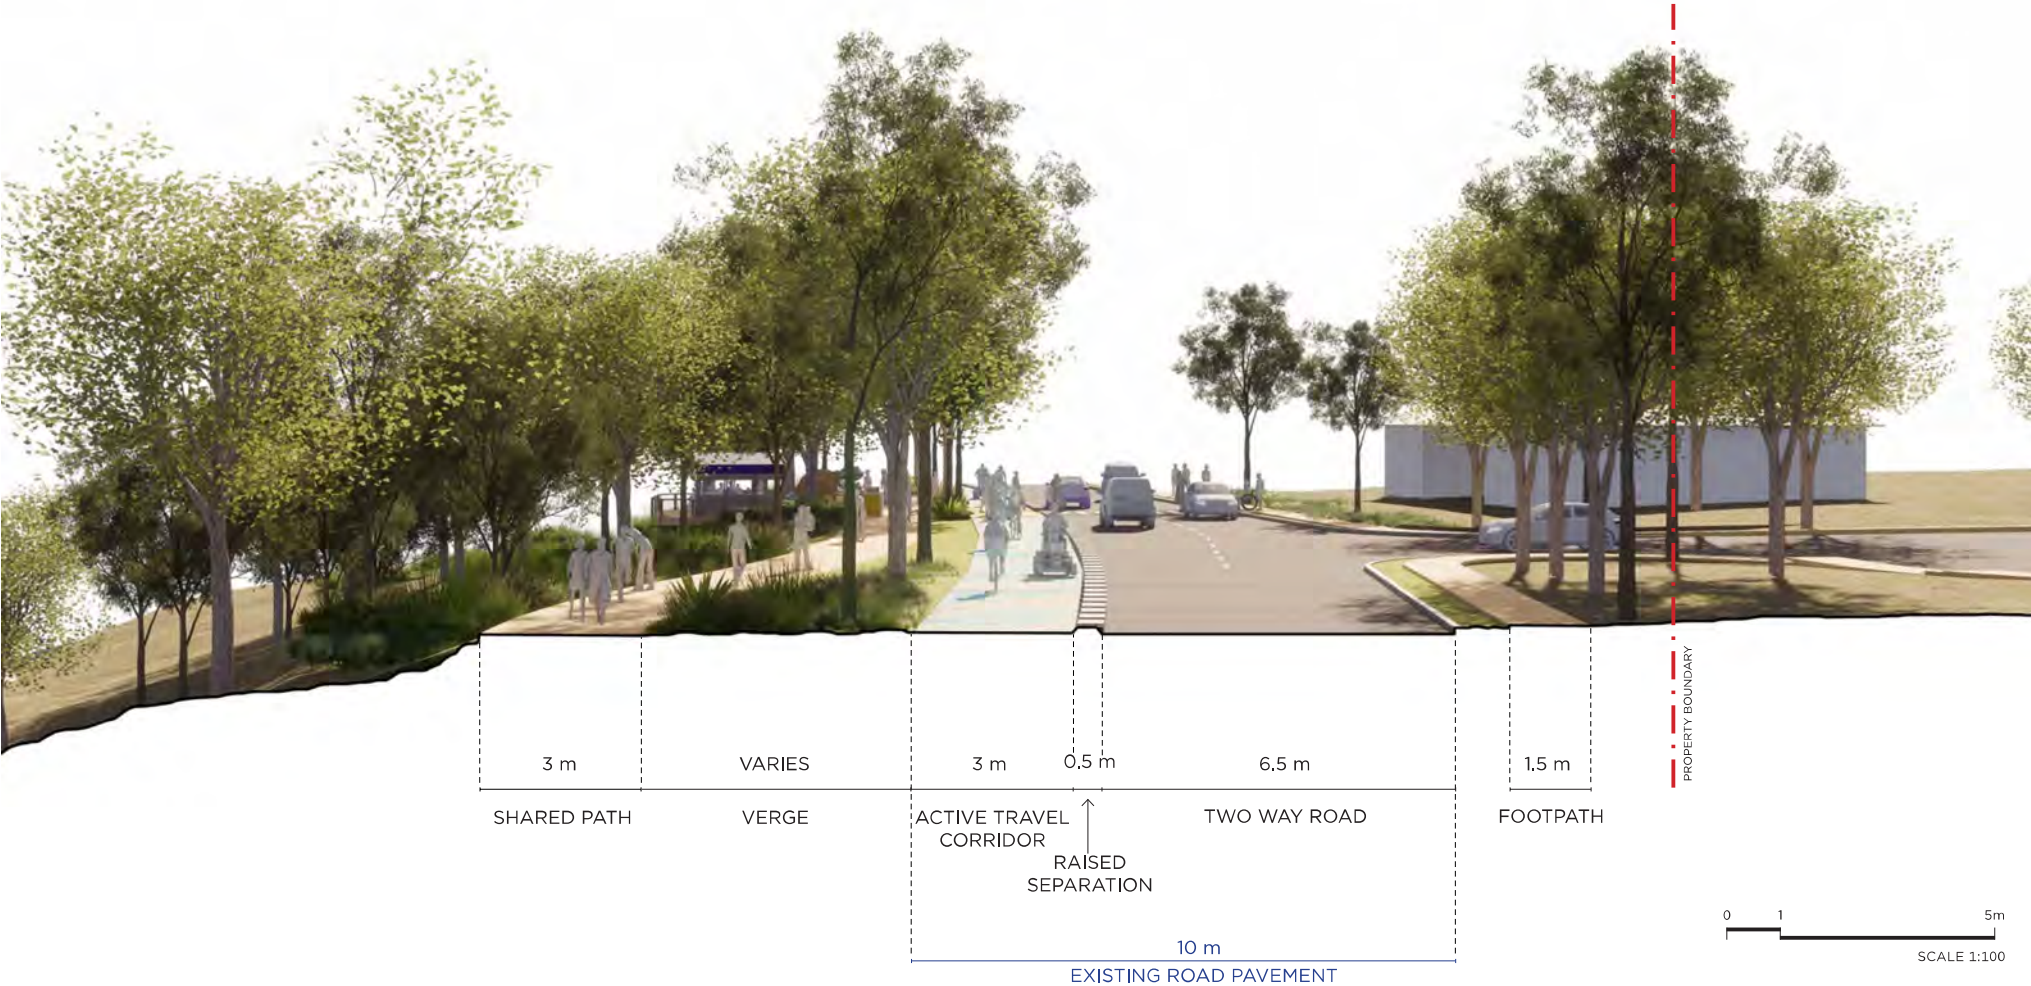 PROPERTY BOUNDARY
3 m
VARIES
3 m
0.5 m
6.5 m
1.5 m
SHARED PATH
VERGE
ACTIVE TRAVEL
CORRIDOR
TWO WAY ROAD
FOOTPATH
RAISED
SEPARATION
10 m
EXISTING ROAD PAVEMENT
0 1 5m
SCALE 1:100